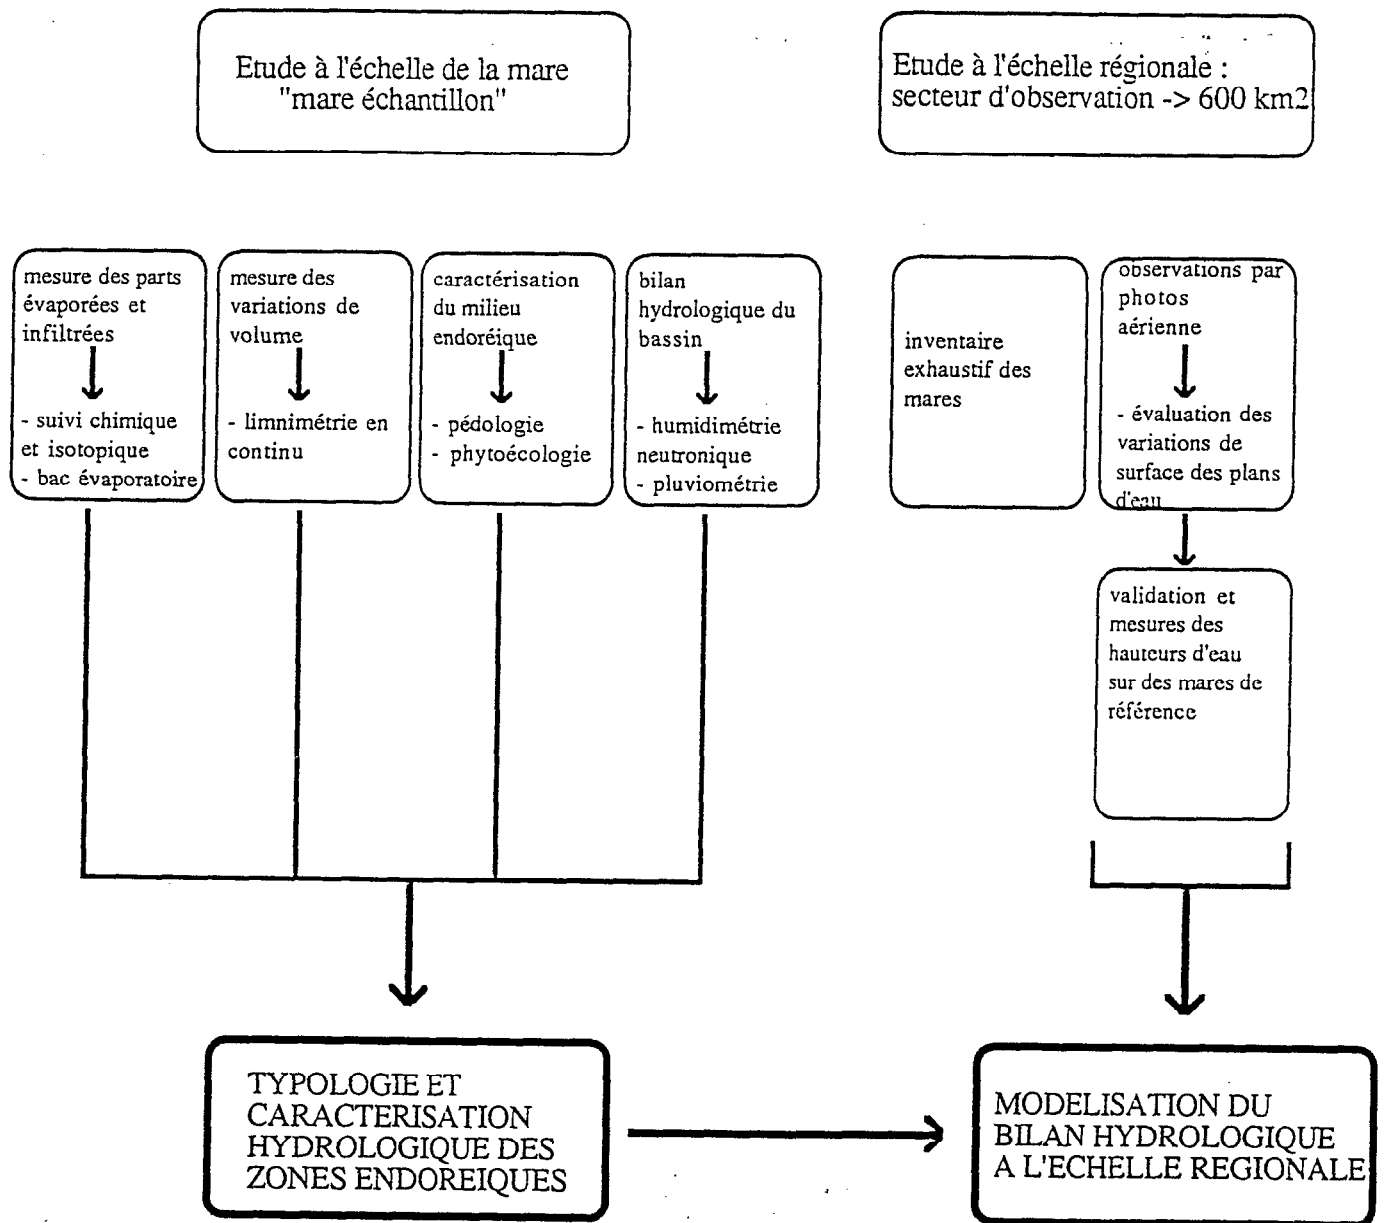 Etude à l'échelle de la mare
"mare échantillon"
Etude à l'échelle régionale :
secteur d'observation -> 600 km2
mesure des parts
évaporées et
infiltrées
- suivi chimique
et isotopique
- bac évaporatoire
mesure des
variations de
volume
- limnimétrie en
continu
caractérisation
du milieu
endoréique
- pédologie
- phytoécologie
bilan
hydrologique du
bassin
- humidimétrie
neutronique
- pluviométrie
inventaire
exhaustif des
mares
observations par
photos
aérienne
- évaluation des
variations de
surface des plans
d'eau
validation et
mesures des
hauteurs d'eau
sur des mares de
référence
TYPOLOGIE ET
CARACTERISATION
HYDROLOGIQUE DES
ZONES ENDOREIQUES
MODELISATION DU
BILAN HYDROLOGIQUE
A L'ECHELLE REGIONALE